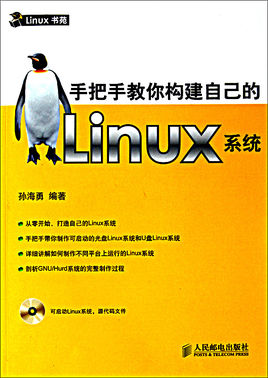 Linux 书苑
手把手教你构建自己的
Linux 系统
孙海勇 编著
从零开始，打造自己的Linux系统
手把手带你制作可启动的光盘Linux系统和U盘Linux系统
详细讲解如何制作不同平台上运行的Linux系统
剖析GNU/Hurd系统的完整制作过程
可启动Linux系统，源代码文件
人民邮电出版社
POSTS & TELECOM PRESS